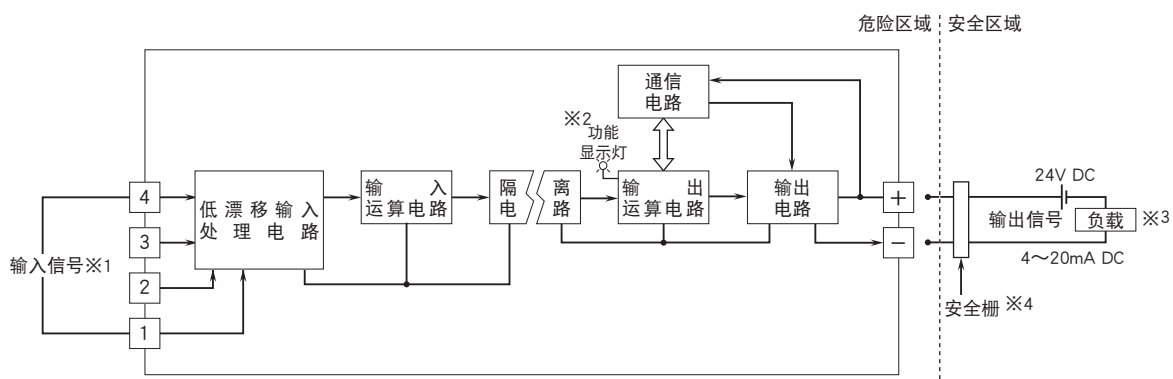 危险区域
安全区域
通信
电路
※2
功能
显示灯
4
3
2
1
输入信号※1
低漂移输入
处理电路
输入
运算电路
隔
电
离
路
输出
运算电路
输出
电路
+
−
24V DC
输出信号
负载
※3
4～20mA DC
安全栅
※4